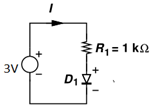 I
+
R₁ = 1 kΩ
3V
+
D₁
−
−